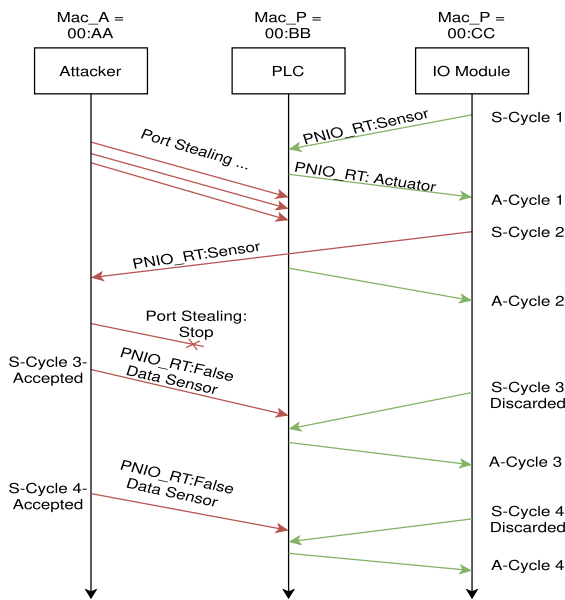 Mac_A =
00:AA
Mac_P =
00:BB
Mac_P =
00:CC
Attacker
PLC
IO Module
PNIO_RT:Sensor
S-Cycle 1
Port Stealing ...
PNIO_RT: Actuator
A-Cycle 1
S-Cycle 2
PNIO_RT:Sensor
A-Cycle 2
Port Stealing:
Stop
S-Cycle 3-
Accepted
PNIO_RT:False
Data Sensor
S-Cycle 3
Discarded
A-Cycle 3
S-Cycle 4-
Accepted
PNIO_RT:False
Data Sensor
S-Cycle 4
Discarded
A-Cycle 4